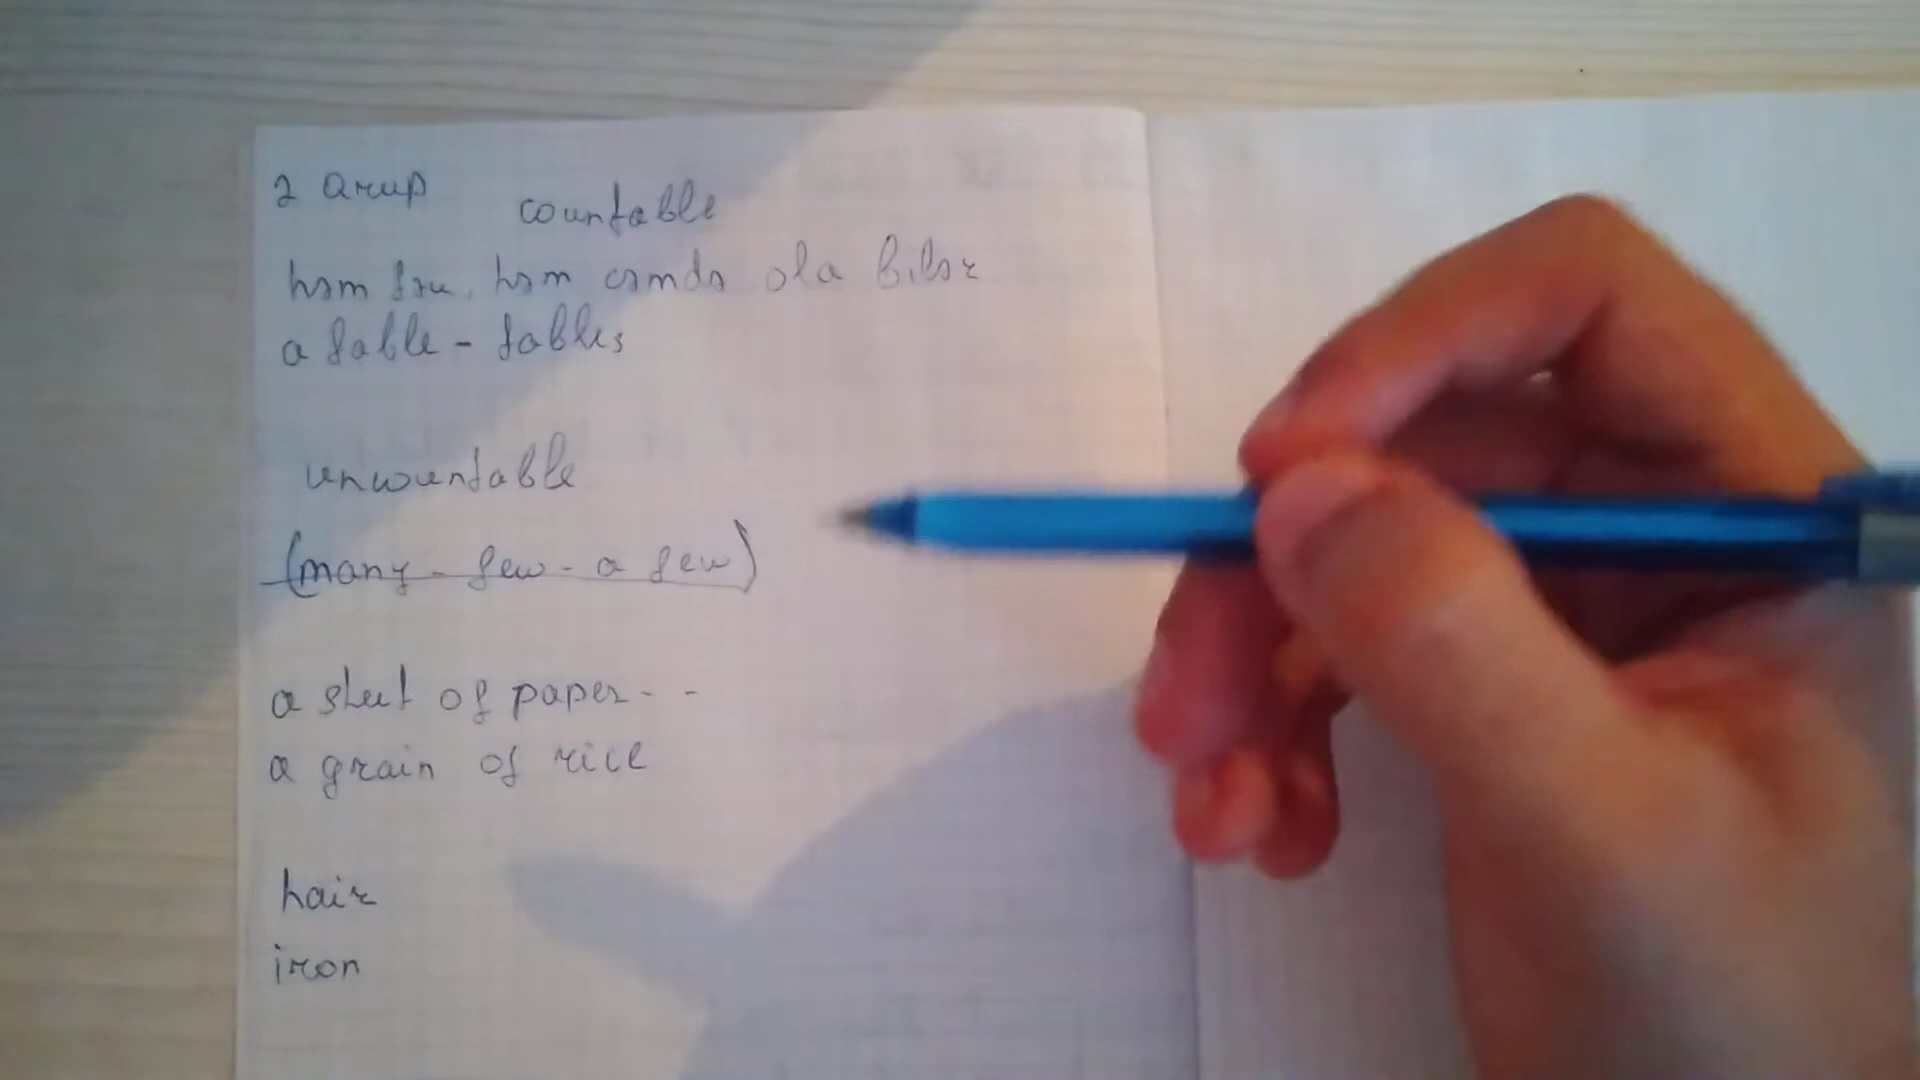 2 qrup
countable
həm tək, həm cəmdə ola bilər
a table - tables
uncountable
(many - few - a few)
a sheet of paper - -
a grain of rice
hair
iron